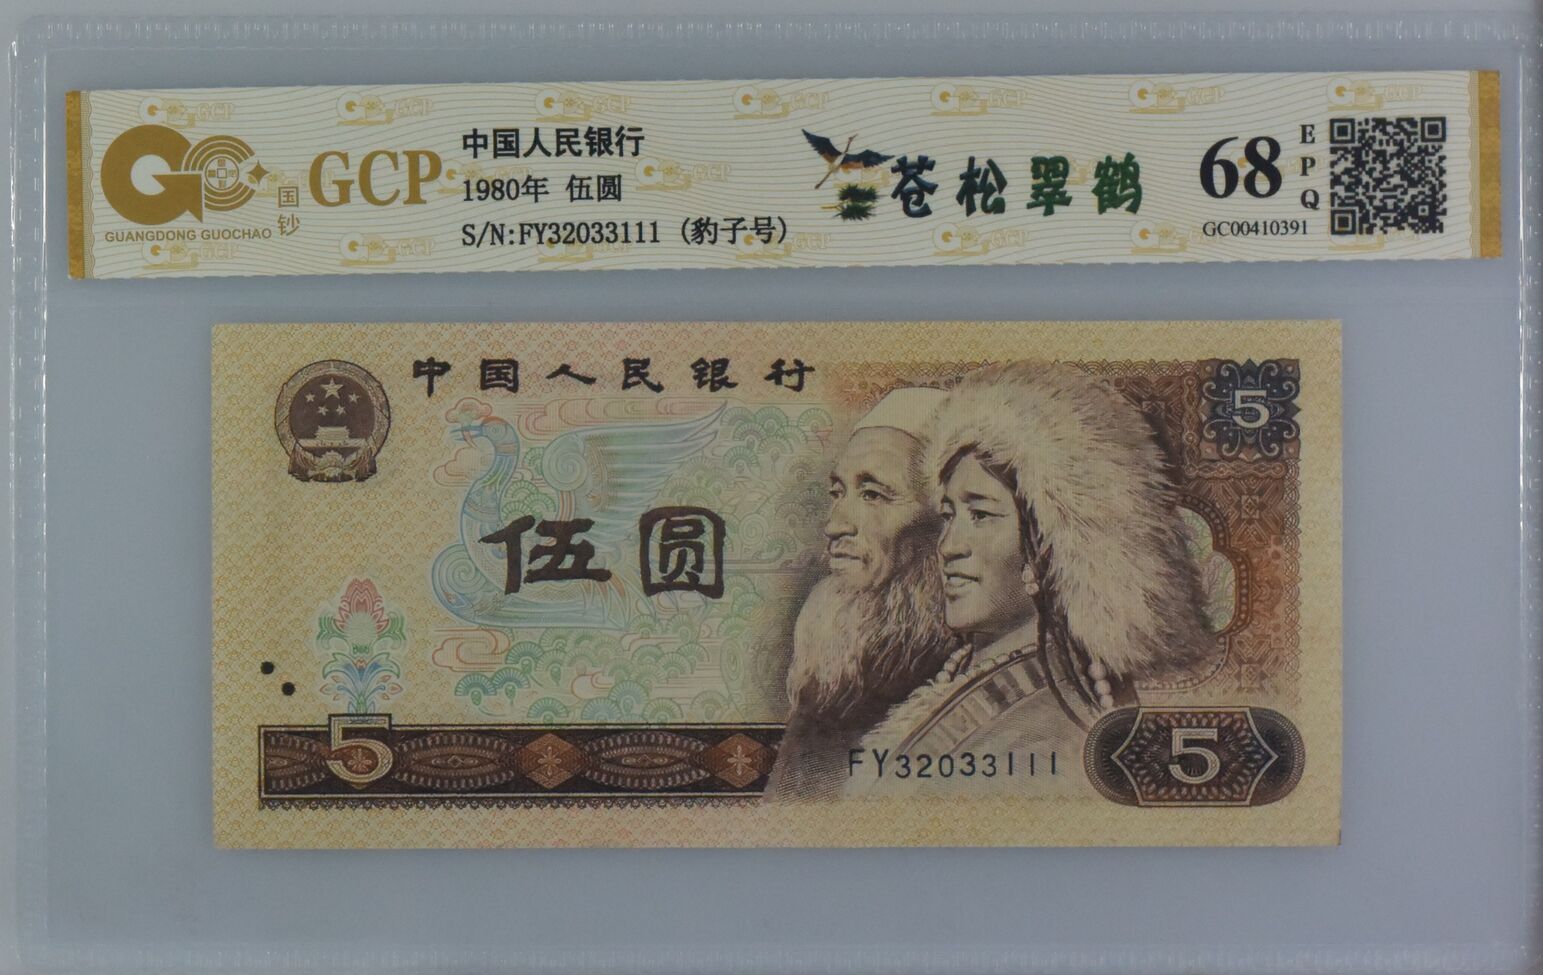 GCP
国钞
GUANGDONG GUOCHAO
中国人民银行
1980年 伍圆
S/N:FY32033111 (豹子号)
苍松翠鹤
68
EPQ
GC00410391
中国人民银行
5
伍圆
5
FY32033111
5